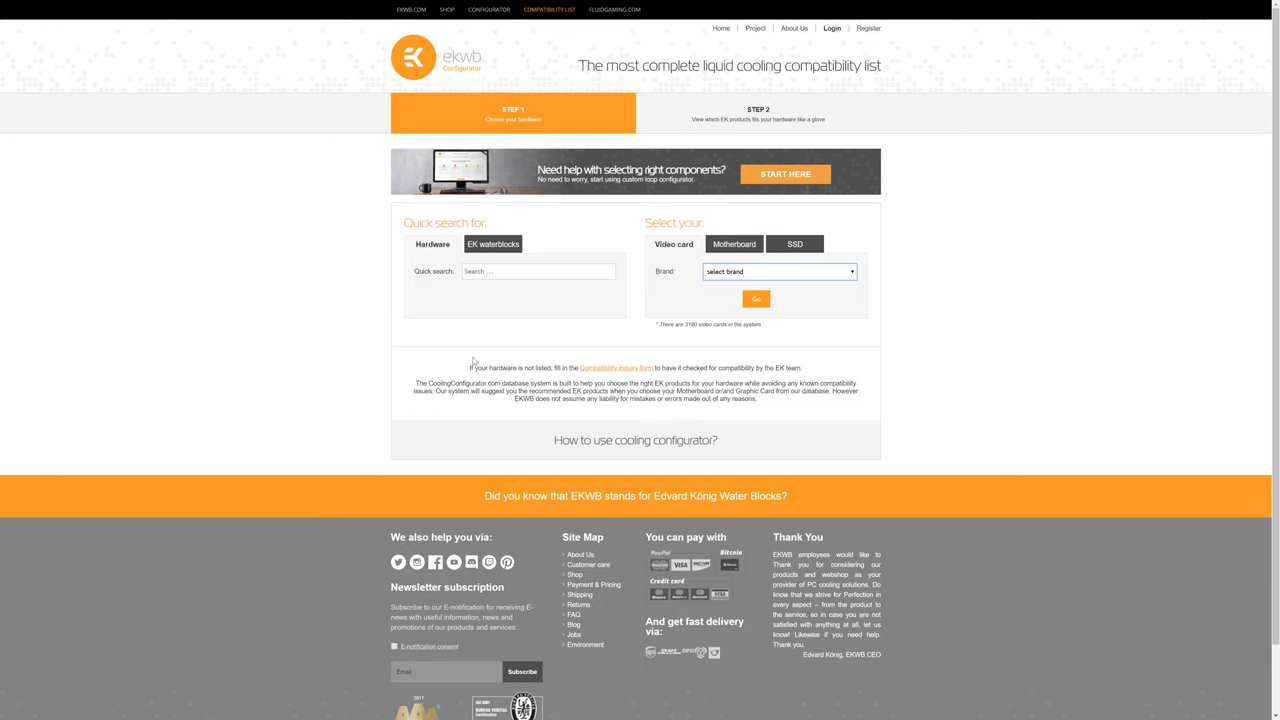 EKWB.COM SHOP CONFIGURATOR COMPATIBILITY LIST FLUIDGAMING.COM
Home Project About Us Login Register
ekwb
Configurator
The most complete liquid cooling compatibility list
STEP 1
Choose your hardware
STEP 2
View which EK products fits your hardware like a glove
Need help with selecting right components?
No need to worry, start using custom loop configurator.
START HERE
Quick search for:
Hardware EK waterblocks
Quick search: Search ...
Select your:
Video card Motherboard SSD
Brand: select brand
Go
* There are 3180 video cards in the system
If your hardware is not listed, fill in the Compatibility inquiry form to have it checked for compatibility by the EK team.
The CoolingConfigurator.com database system is built to help you choose the right EK products for your hardware while avoiding any known compatibility
issues. Our system will suggest you the recommended EK products when you choose your Motherboard or/and Graphic Card from our database. However
EKWB does not assume any liability for mistakes or errors made out of any reasons.
How to use cooling configurator?
Did you know that EKWB stands for Edvard König Water Blocks?
We also help you via:
Newsletter subscription
Subscribe to our E-notification for receiving E-
news with useful information, news and
promotions of our products and services:
E-notification consent
Email Subscribe
2017
ISO 9001
BUREAU VERITAS
Certification
Site Map
About Us
Customer care
Shop
Payment & Pricing
Shipping
Returns
FAQ
Blog
Jobs
Environment
You can pay with
PayPal Bitcoin
VISA
Credit card
VISA
And get fast delivery
via:
DPD
Thank You
EKWB employees would like to
Thank you for considering our
products and webshop as your
provider of PC cooling solutions. Do
know that we strive for Perfection in
every aspect – from the product to
the service, so in case you are not
satisfied with anything at all, let us
know! Likewise if you need help.
Thank you.
Edvard König, EKWB CEO